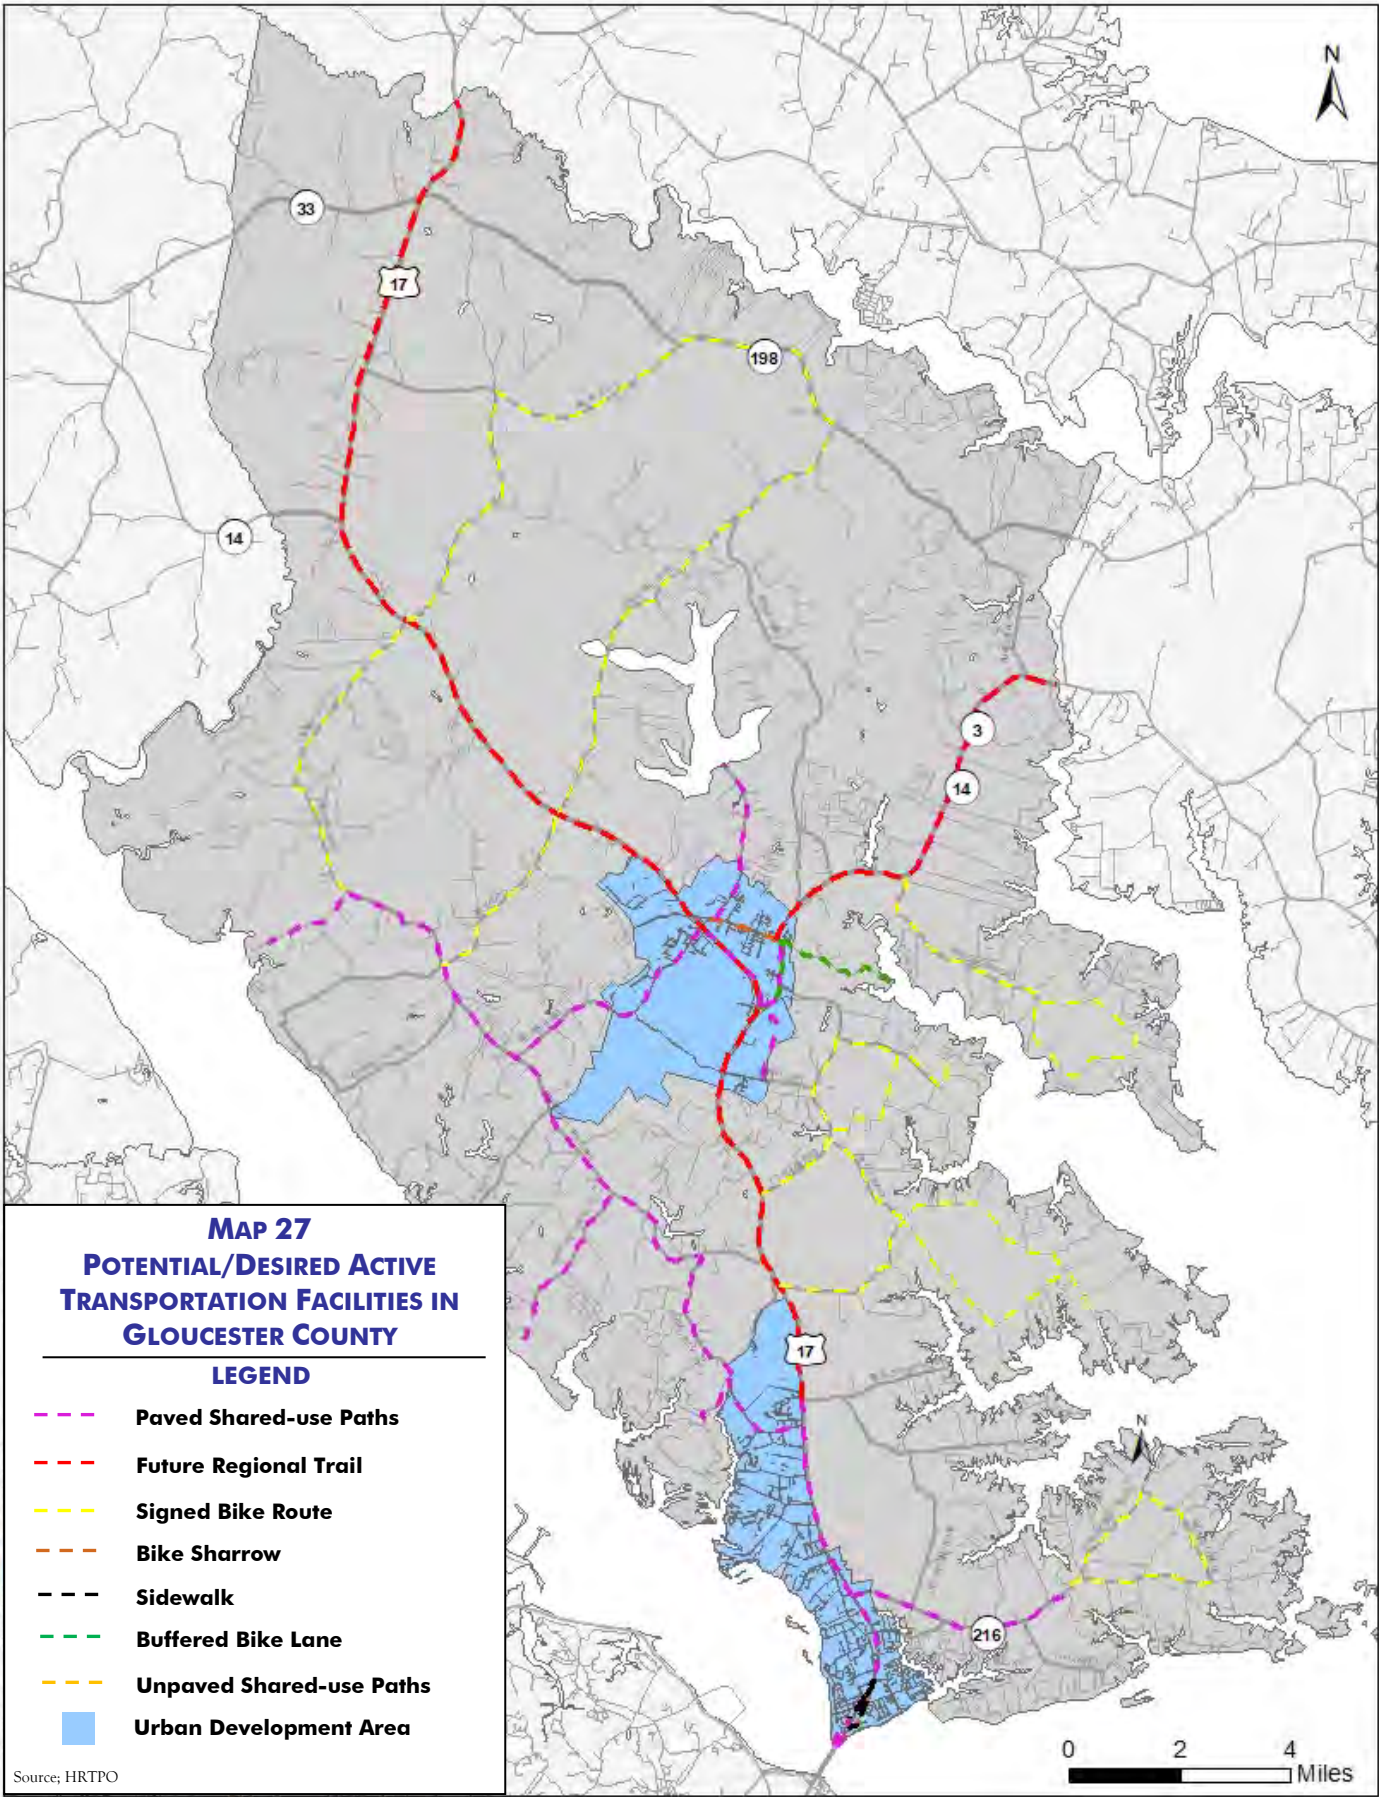 N
33
17
198
14
3
14
17
N
216
MAP 27
POTENTIAL/DESIRED ACTIVE
TRANSPORTATION FACILITIES IN
GLOUCESTER COUNTY
LEGEND
Paved Shared-use Paths
Future Regional Trail
Signed Bike Route
Bike Sharrow
Sidewalk
Buffered Bike Lane
Unpaved Shared-use Paths
Urban Development Area
Source; HRTPO
0 2 4
Miles